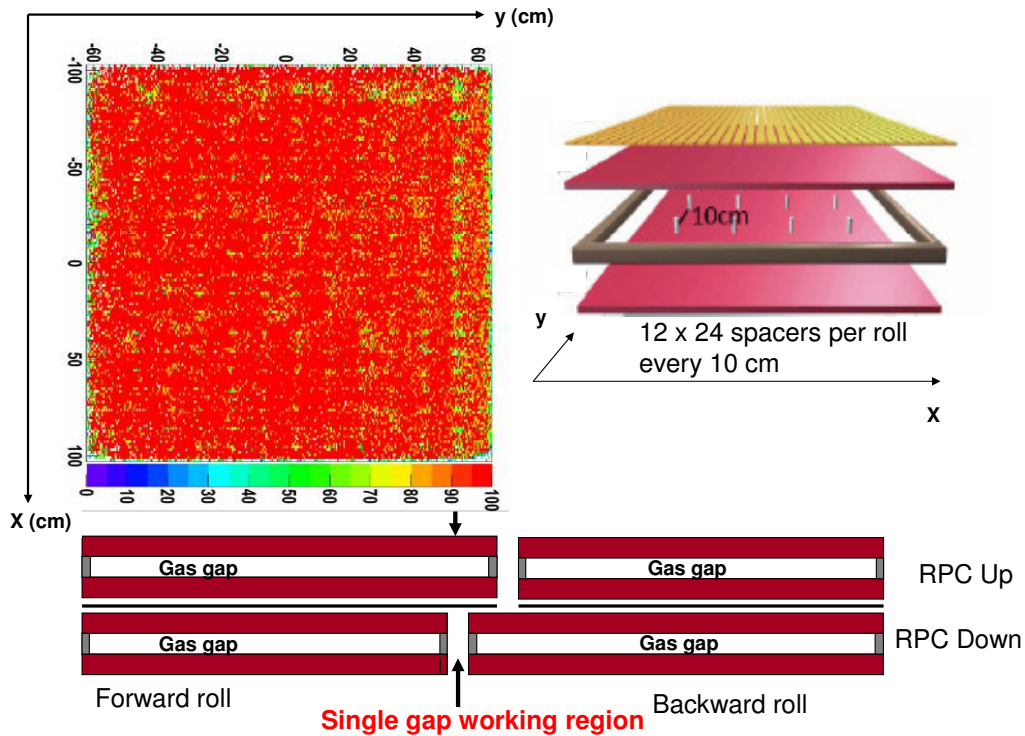 y (cm)
-60
-40
-20
0
20
40
60
-100
-50
0
50
100
0
10
20
30
40
50
60
70
80
90
100
X (cm)
10cm
y
12 x 24 spacers per roll
every 10 cm
X
Gas gap
Gas gap
RPC Up
Gas gap
Gas gap
RPC Down
Forward roll
Backward roll
Single gap working region